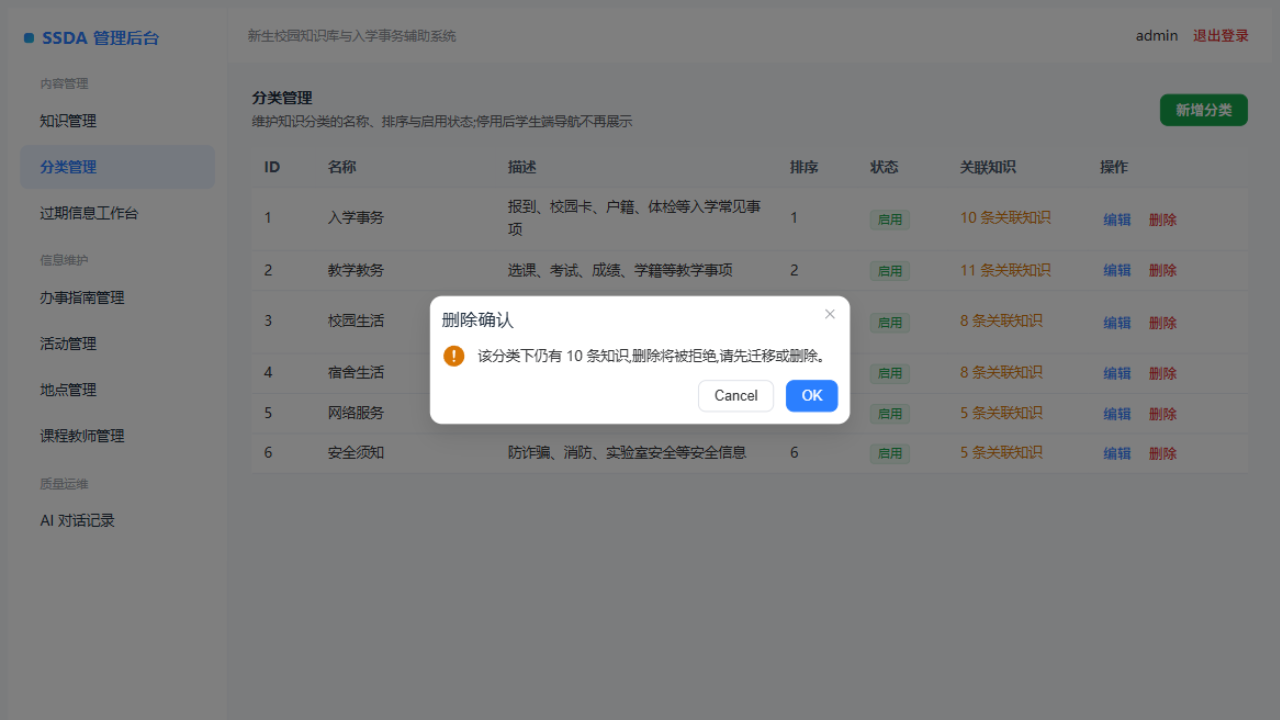 SSDA 管理后台
新生校园知识库与入学事务辅助系统
admin 退出登录
内容管理
知识管理
分类管理
过期信息工作台
信息维护
办事指南管理
活动管理
地点管理
课程教师管理
质量运维
AI 对话记录
分类管理
维护知识分类的名称、排序与启用状态;停用后学生端导航不再展示
新增分类
ID 名称 描述 排序 状态 关联知识 操作
1 入学事务 报到、校园卡、户籍、体检等入学常见事
项 1 启用 10 条关联知识 编辑 删除
2 教学教务 选课、考试、成绩、学籍等教学事项 2 启用 11 条关联知识 编辑 删除
3 校园生活 启用 8 条关联知识 编辑 删除
4 宿舍生活 启用 8 条关联知识 编辑 删除
5 网络服务 启用 5 条关联知识 编辑 删除
6 安全须知 防诈骗、消防、实验室安全等安全信息 6 启用 5 条关联知识 编辑 删除
删除确认
该分类下仍有 10 条知识,删除将被拒绝,请先迁移或删除。
Cancel OK